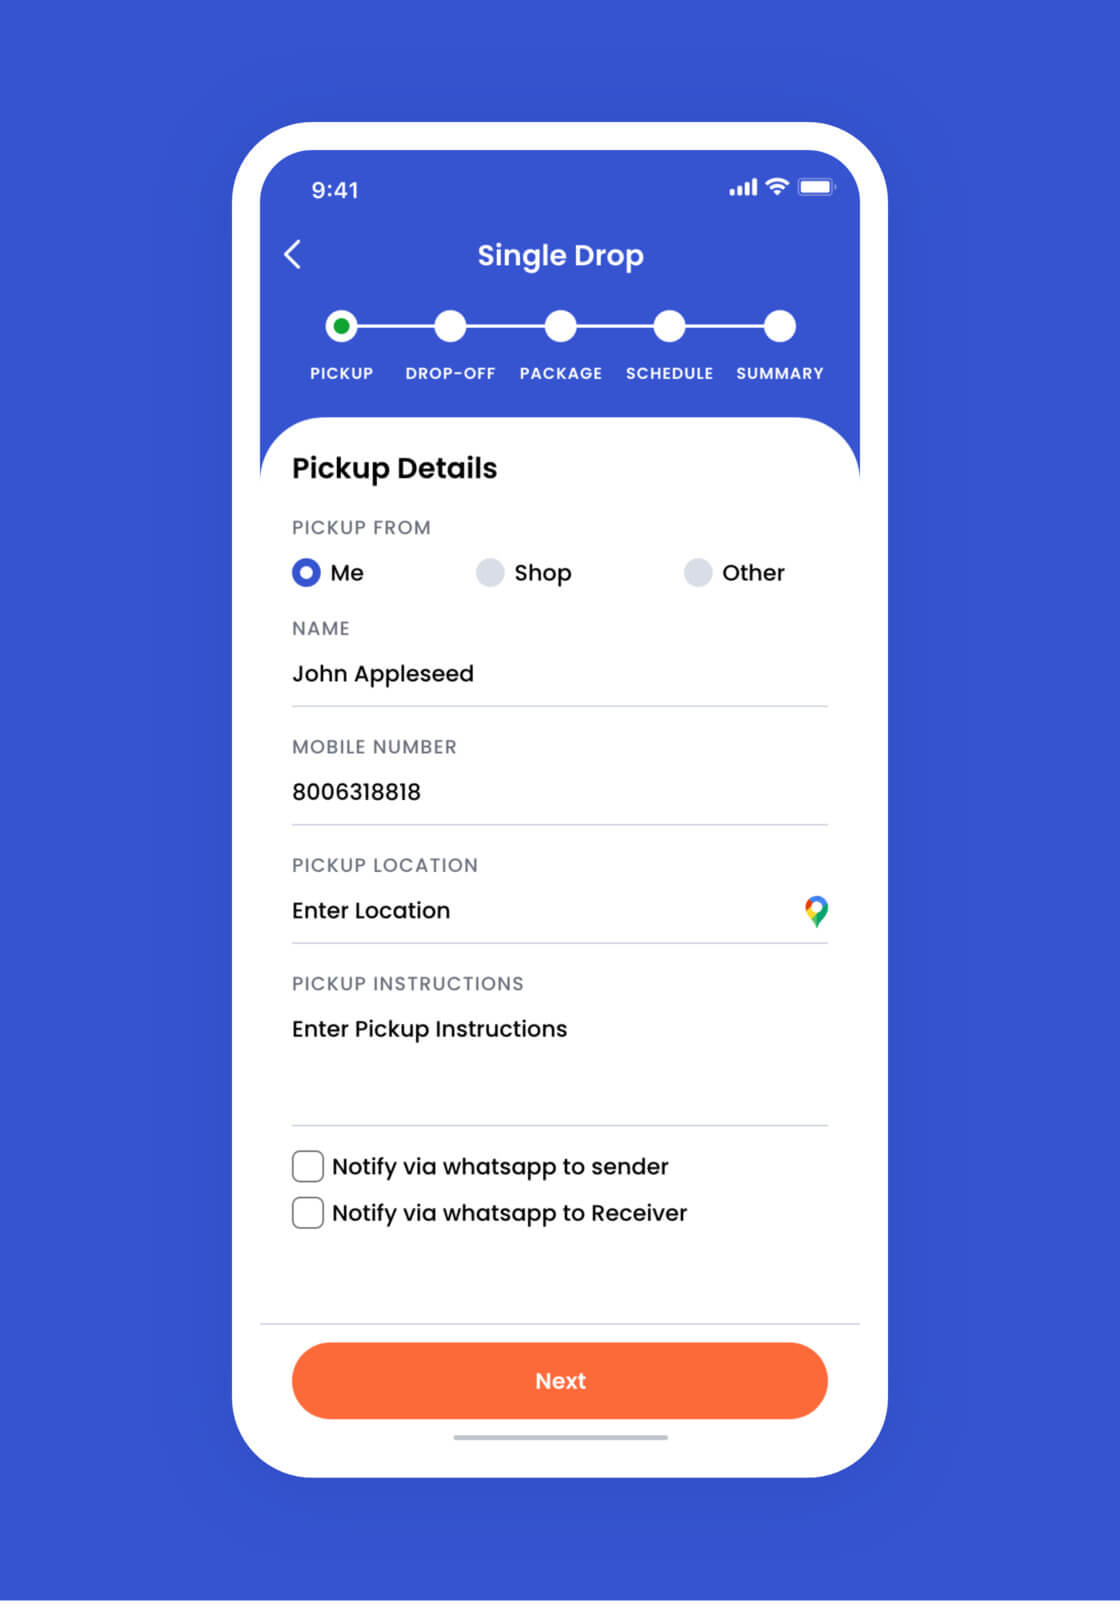 9:41
Single Drop
PICKUP DROP-OFF PACKAGE SCHEDULE SUMMARY
Pickup Details
PICKUP FROM
Me Shop Other
NAME
John Appleseed
MOBILE NUMBER
8006318818
PICKUP LOCATION
Enter Location
PICKUP INSTRUCTIONS
Enter Pickup Instructions
Notify via whatsapp to sender
Notify via whatsapp to Receiver
Next